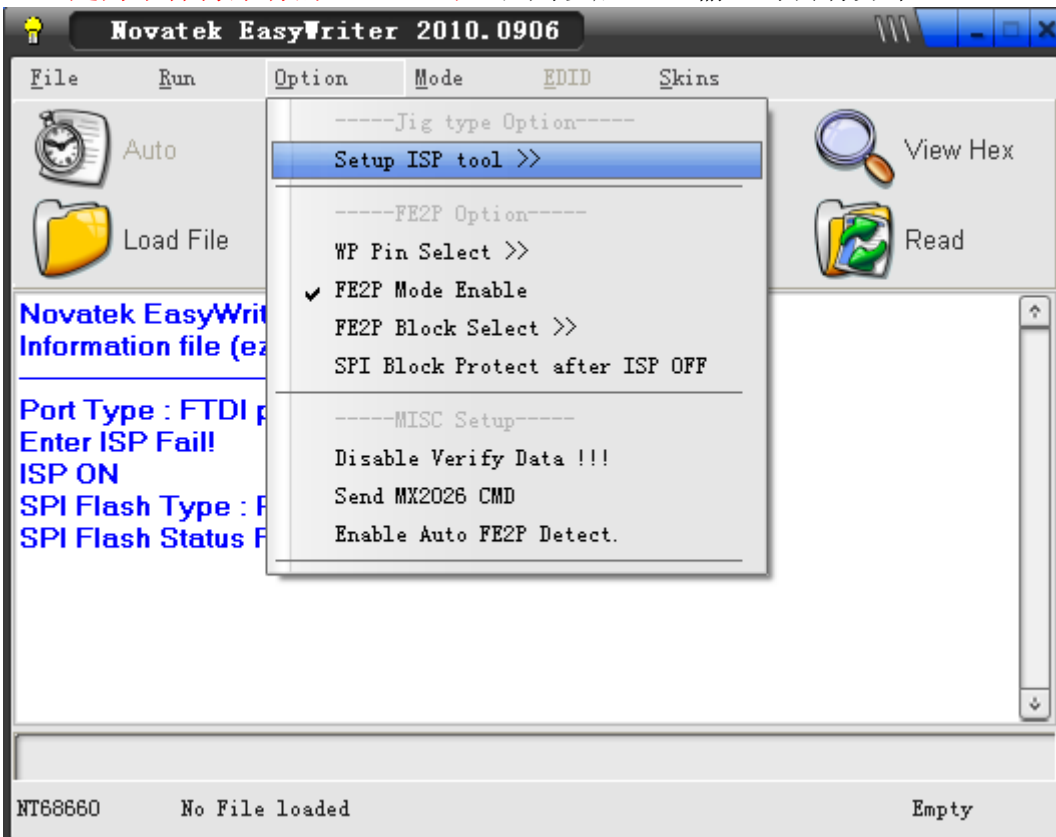 Novatek EasyWriter 2010.0906
File Run Option Mode EDID Skins
Auto
Load File
-----Jig type Option-----
Setup ISP tool >>
-----FE2P Option-----
WP Pin Select >>
FE2P Mode Enable
FE2P Block Select >>
SPI Block Protect after ISP OFF
-----MISC Setup-----
Disable Verify Data !!!
Send MX2026 CMD
Enable Auto FE2P Detect.
View Hex
Read
Novatek EasyWrit
Information file (ez
Port Type : FTDI p
Enter ISP Fail!
ISP ON
SPI Flash Type :
SPI Flash Status
NT68660 No File loaded Empty